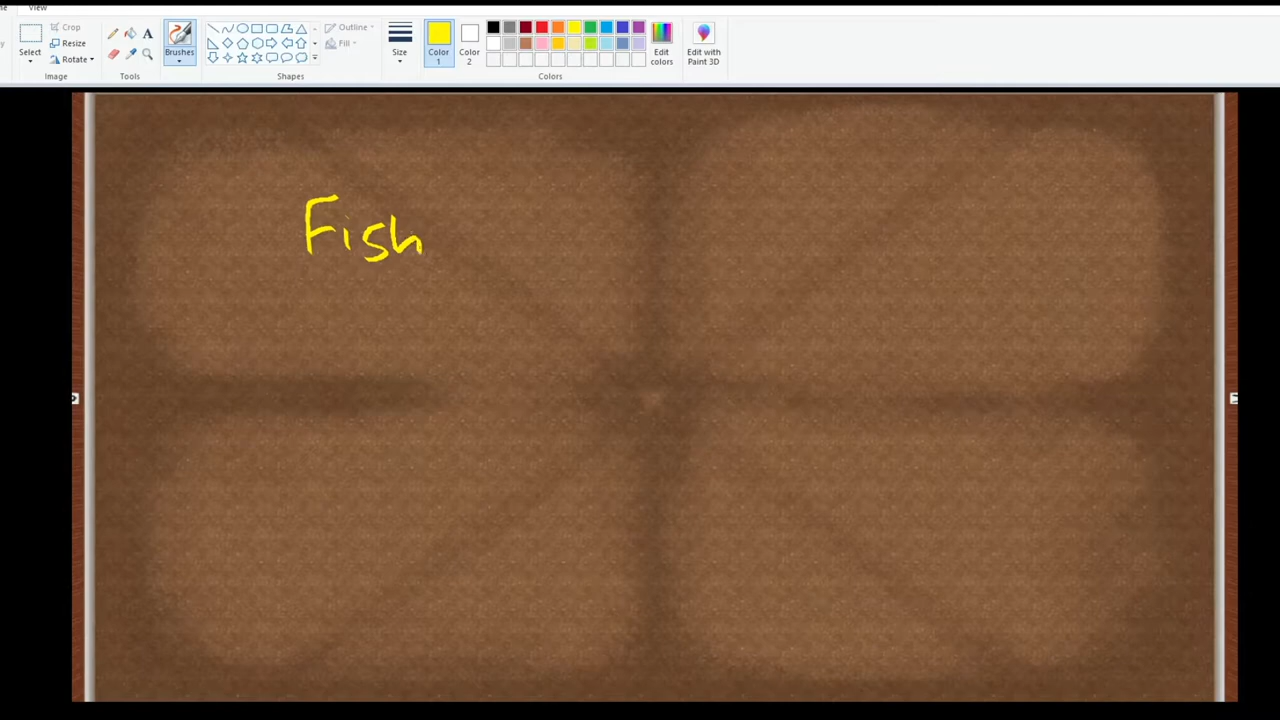 View
Select
Crop
Resize
Rotate
Image
A
Tools
Brushes
Outline
Fill
Shapes
Size
Color
1
Color
2
Colors
Edit
colors
Edit with
Paint 3D
Fish